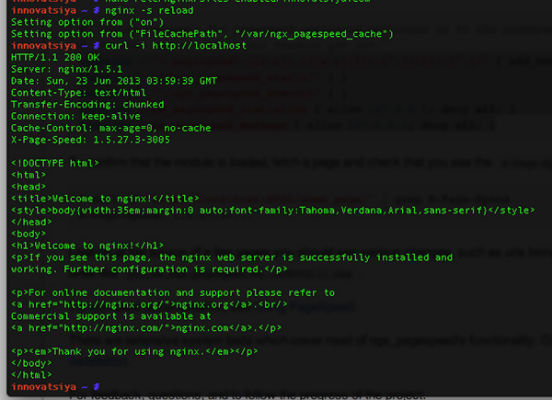 innovatsiya ~ # nginx -s reload
Setting option from ("on")
Setting option from ("FileCachePath", "/var/ngx_pagespeed_cache")
innovatsiya ~ # curl -i http://localhost
HTTP/1.1 200 OK
Server: nginx/1.5.1
Date: Sun, 23 Jun 2013 03:59:39 GMT
Content-Type: text/html
Transfer-Encoding: chunked
Connection: keep-alive
Cache-Control: max-age=0, no-cache
X-Page-Speed: 1.5.27.3-3005
<!DOCTYPE html>
<html>
<head>
<title>Welcome to nginx!</title>
<style>body{width:35em;margin:0 auto;font-family:Tahoma,Verdana,Arial,sans-serif}</style>
</head>
<body>
<h1>Welcome to nginx!</h1>
<p>If you see this page, the nginx web server is successfully installed and
working. Further configuration is required.</p>
<p>For online documentation and support please refer to
<a href="http://nginx.org/">nginx.org</a>.<br/>
Commercial support is available at
<a href="http://nginx.com/">nginx.com</a>.</p>
<p><em>Thank you for using nginx.</em></p>
</body>
</html>
innovatsiya ~ #